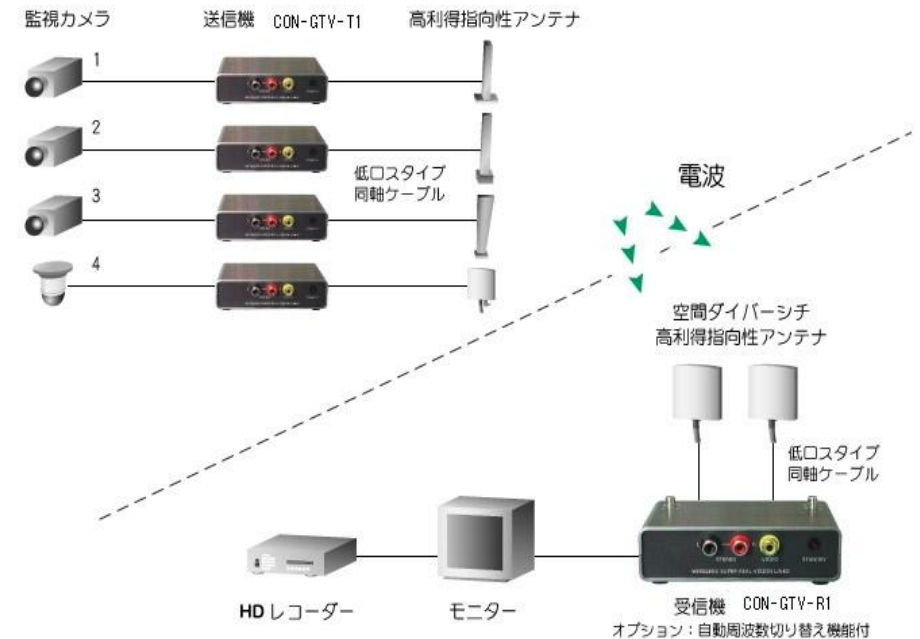 監視カメラ
送信機 CON-GTV-T1
高利得指向性アンテナ
1
2
低ロスタイプ
同軸ケーブル
3
4
電波
空間ダイバーシチ
高利得指向性アンテナ
低ロスタイプ
同軸ケーブル
STEREO VIDEO
HDレコーダー
モニター
受信機 CON-GTV-R1
オプション：自動周波数切り替え機能付